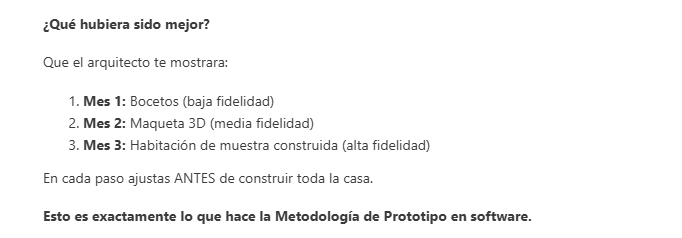 ¿Qué hubiera sido mejor?
Que el arquitecto te mostrara:
1. Mes 1: Bocetos (baja fidelidad)
2. Mes 2: Maqueta 3D (media fidelidad)
3. Mes 3: Habitación de muestra construida (alta fidelidad)
En cada paso ajustas ANTES de construir toda la casa.
Esto es exactamente lo que hace la Metodología de Prototipo en software.